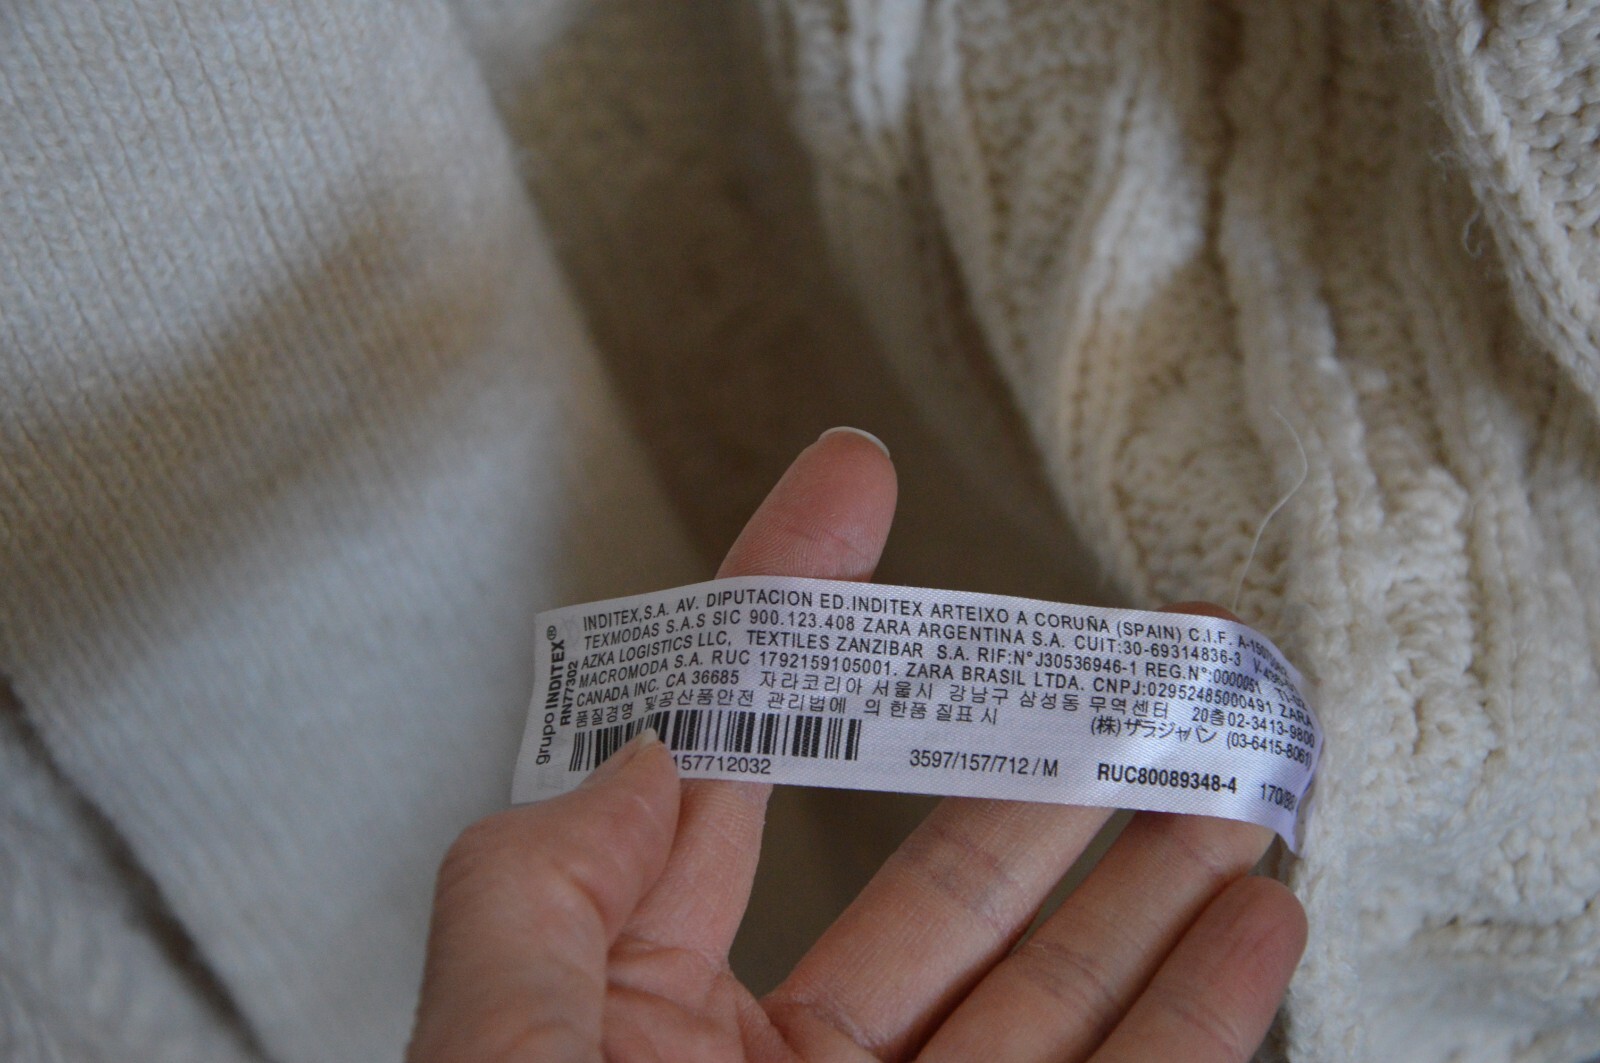 grupo INDITEX®
RN77302
INDITEX,S.A. AV. DIPUTACION ED.INDITEX ARTEIXO A CORUÑA (SPAIN) C.I.F.
TEXMODAS S.A.S SIC 900.123.408 ZARA ARGENTINA S.A. CUIT:30-69314836-3
AZKA LOGISTICS LLC, TEXTILES ZANZIBAR S.A. RIF:N°J30536946-1 REG.N°:0000051
MACROMODA S.A. RUC 1792159105001. ZARA BRASIL LTDA. CNPJ:02952485000491 ZARA
CANADA INC. CA 36685 자라코리아 서울시 강남구 삼성동 무역센터 20층02-3413-9800
품질경영 및공산품안전 관리법에 의한품 질표시 (株)ザラジャパン (03-6415-8061)
157712032 3597/157/712/M RUC80089348-4